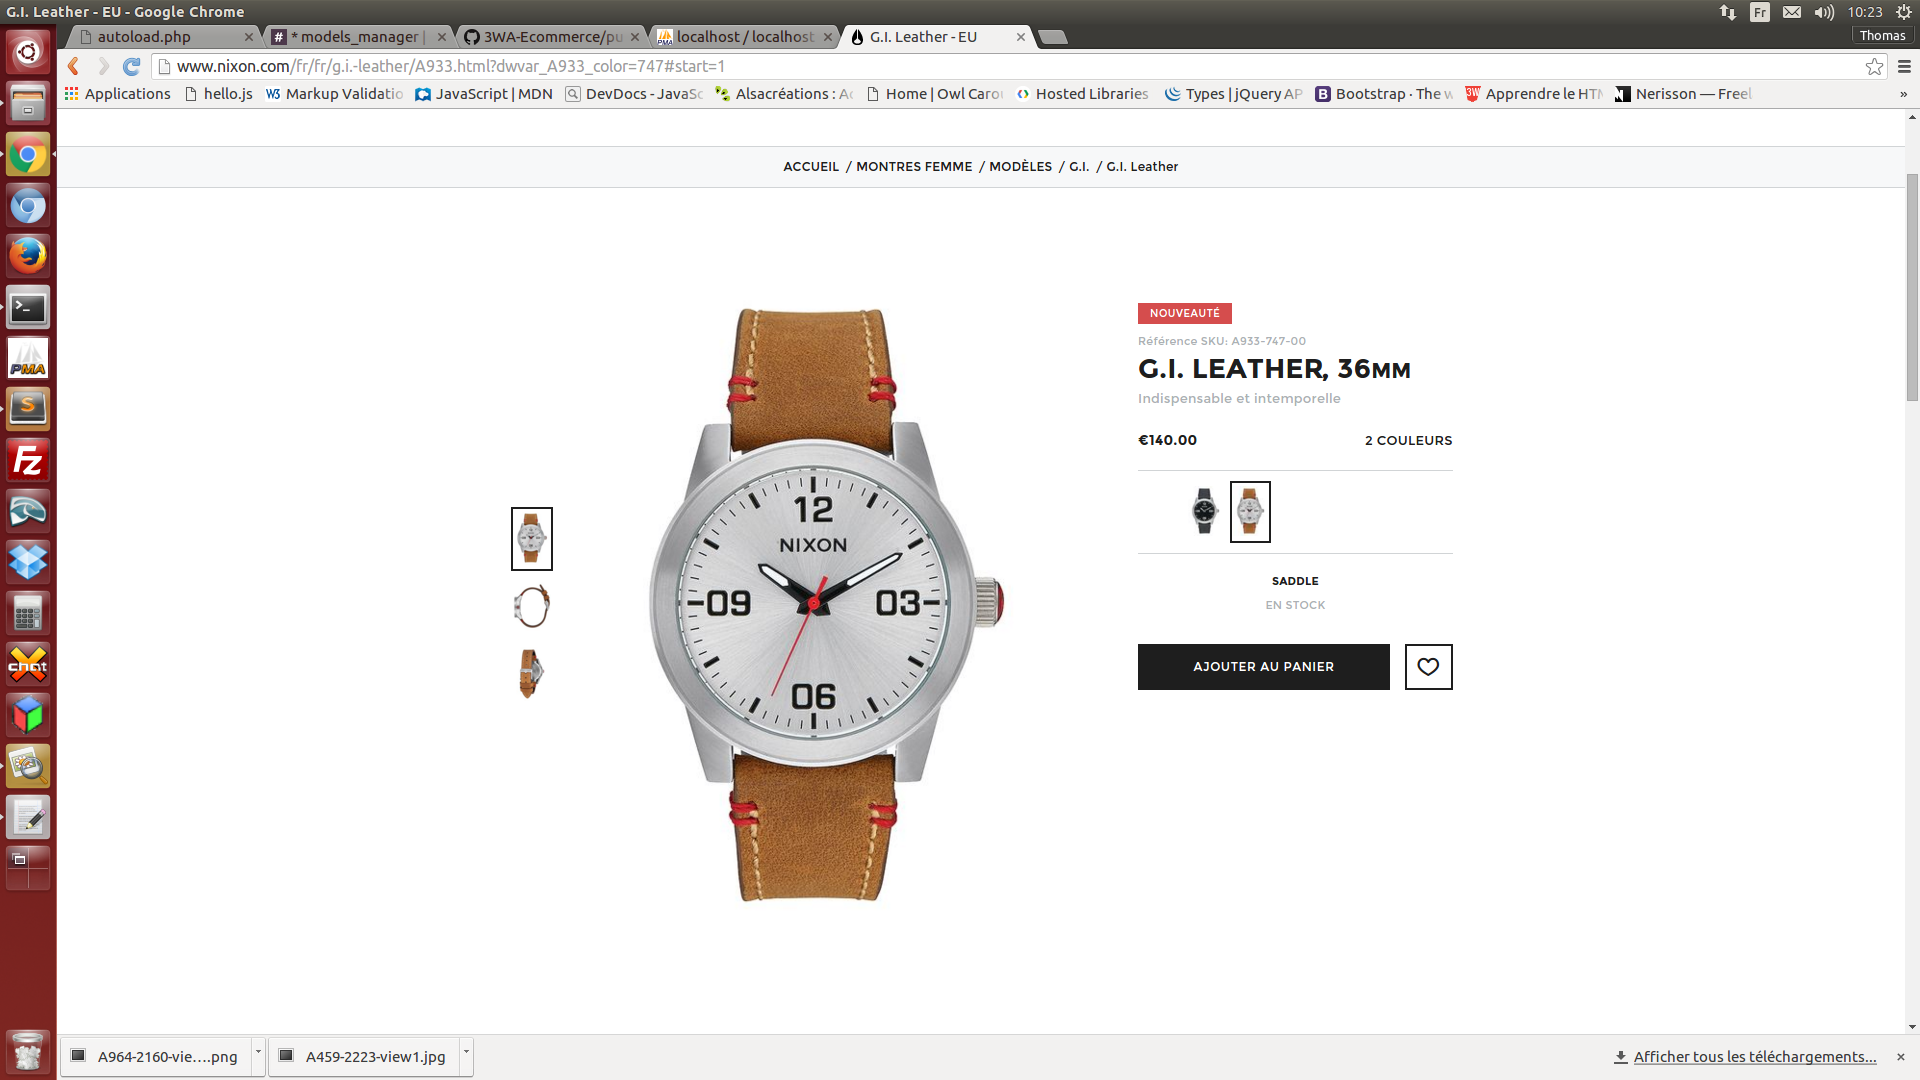 G.I. Leather - EU - Google Chrome
Fr
10:23
autoload.php
* models_manager |
3WA-Ecommerce/pu
localhost / localhost
G.I. Leather - EU
Thomas
www.nixon.com/fr/fr/g.i.-leather/A933.html?dwvar_A933_color=747#start=1
Applications
hello.js
W3 Markup Validatio
JavaScript | MDN
DevDocs - JavaSc
Alsacréations : Ac
Home | Owl Carou
Hosted Libraries
Types | jQuery AP
B Bootstrap · The w
3W Apprendre le HTM
Nerisson — Freel
»
ACCUEIL / MONTRES FEMME / MODÈLES / G.I. / G.I. Leather
NOUVEAUTÉ
Référence SKU: A933-747-00
G.I. LEATHER, 36MM
Indispensable et intemporelle
€140.00
2 COULEURS
SADDLE
EN STOCK
AJOUTER AU PANIER
12
NIXON
09
03
06
PMA
S
Fz
X chat
A964-2160-vie....png
A459-2223-view1.jpg
Afficher tous les téléchargements...